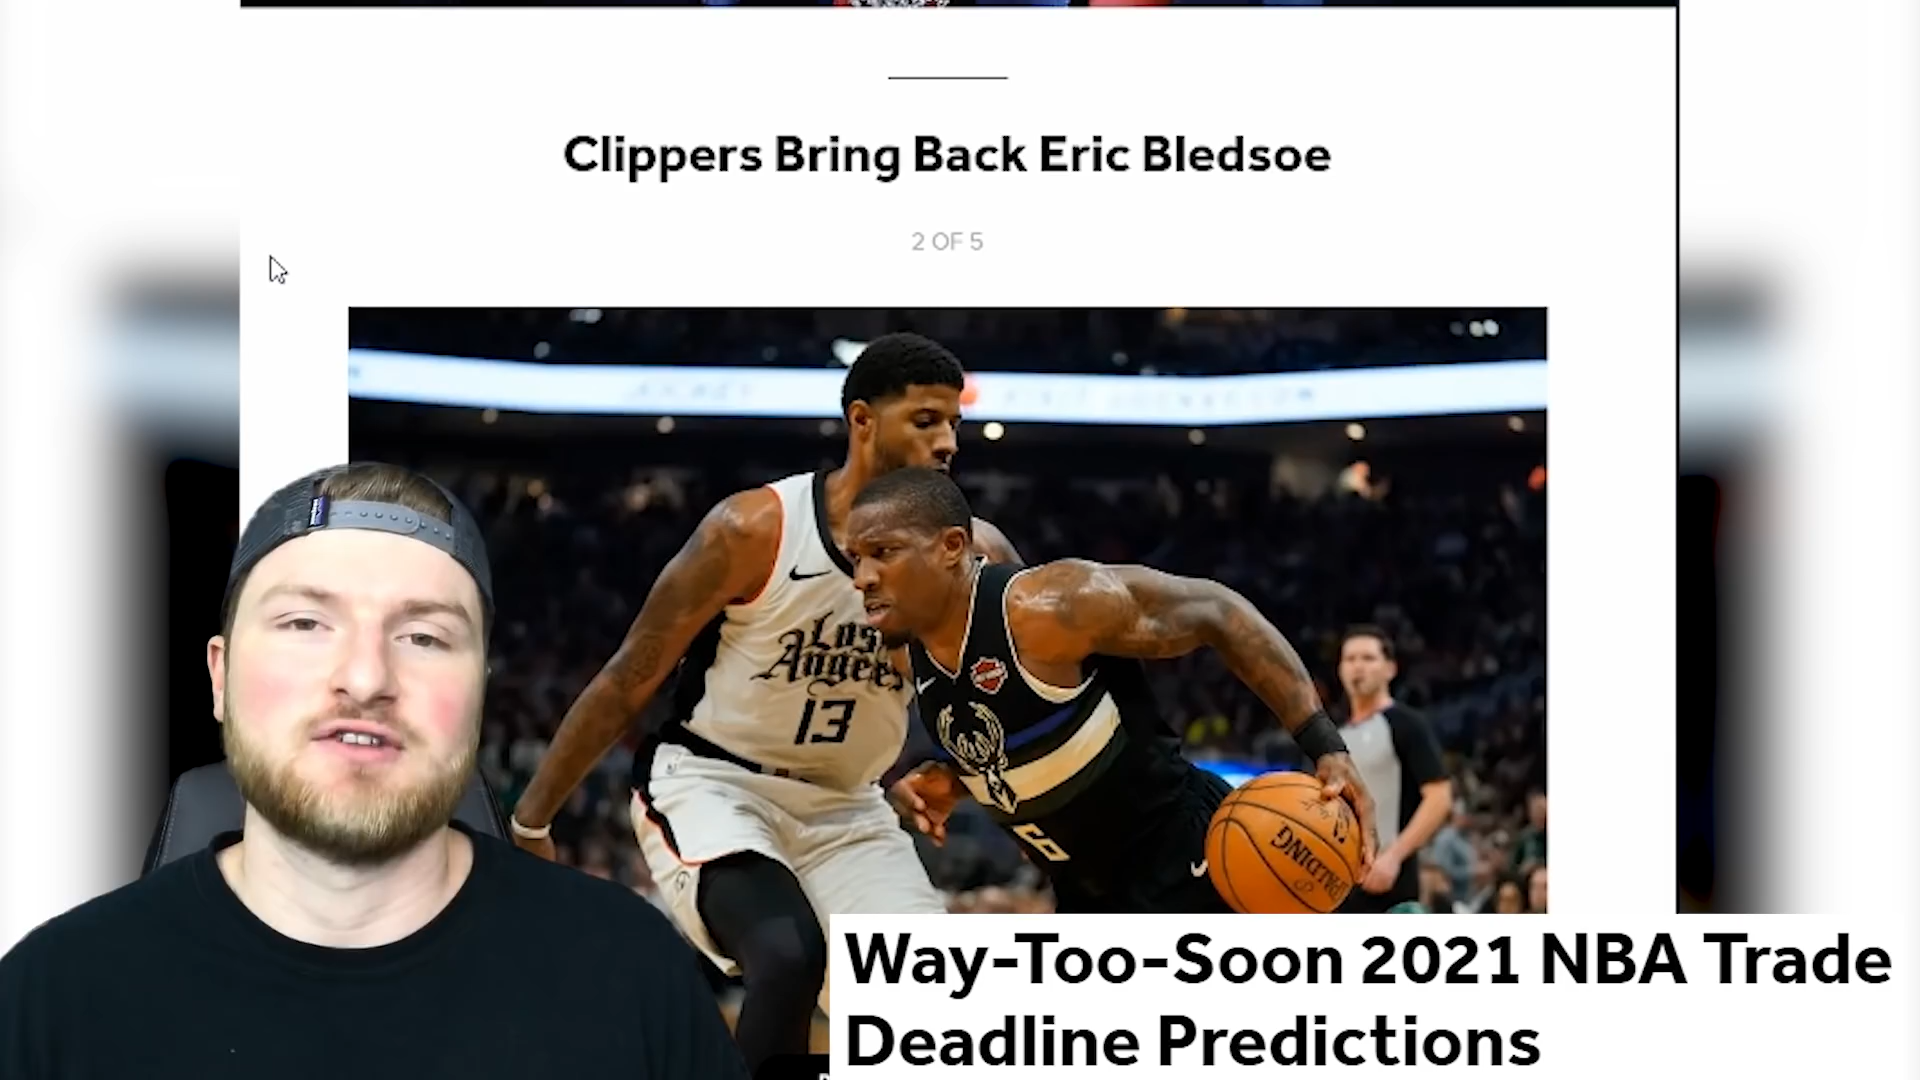 Clippers Bring Back Eric Bledsoe
2 OF 5
Los
Angeles
13
6
SPALDING
Way-Too-Soon 2021 NBA Trade
Deadline Predictions